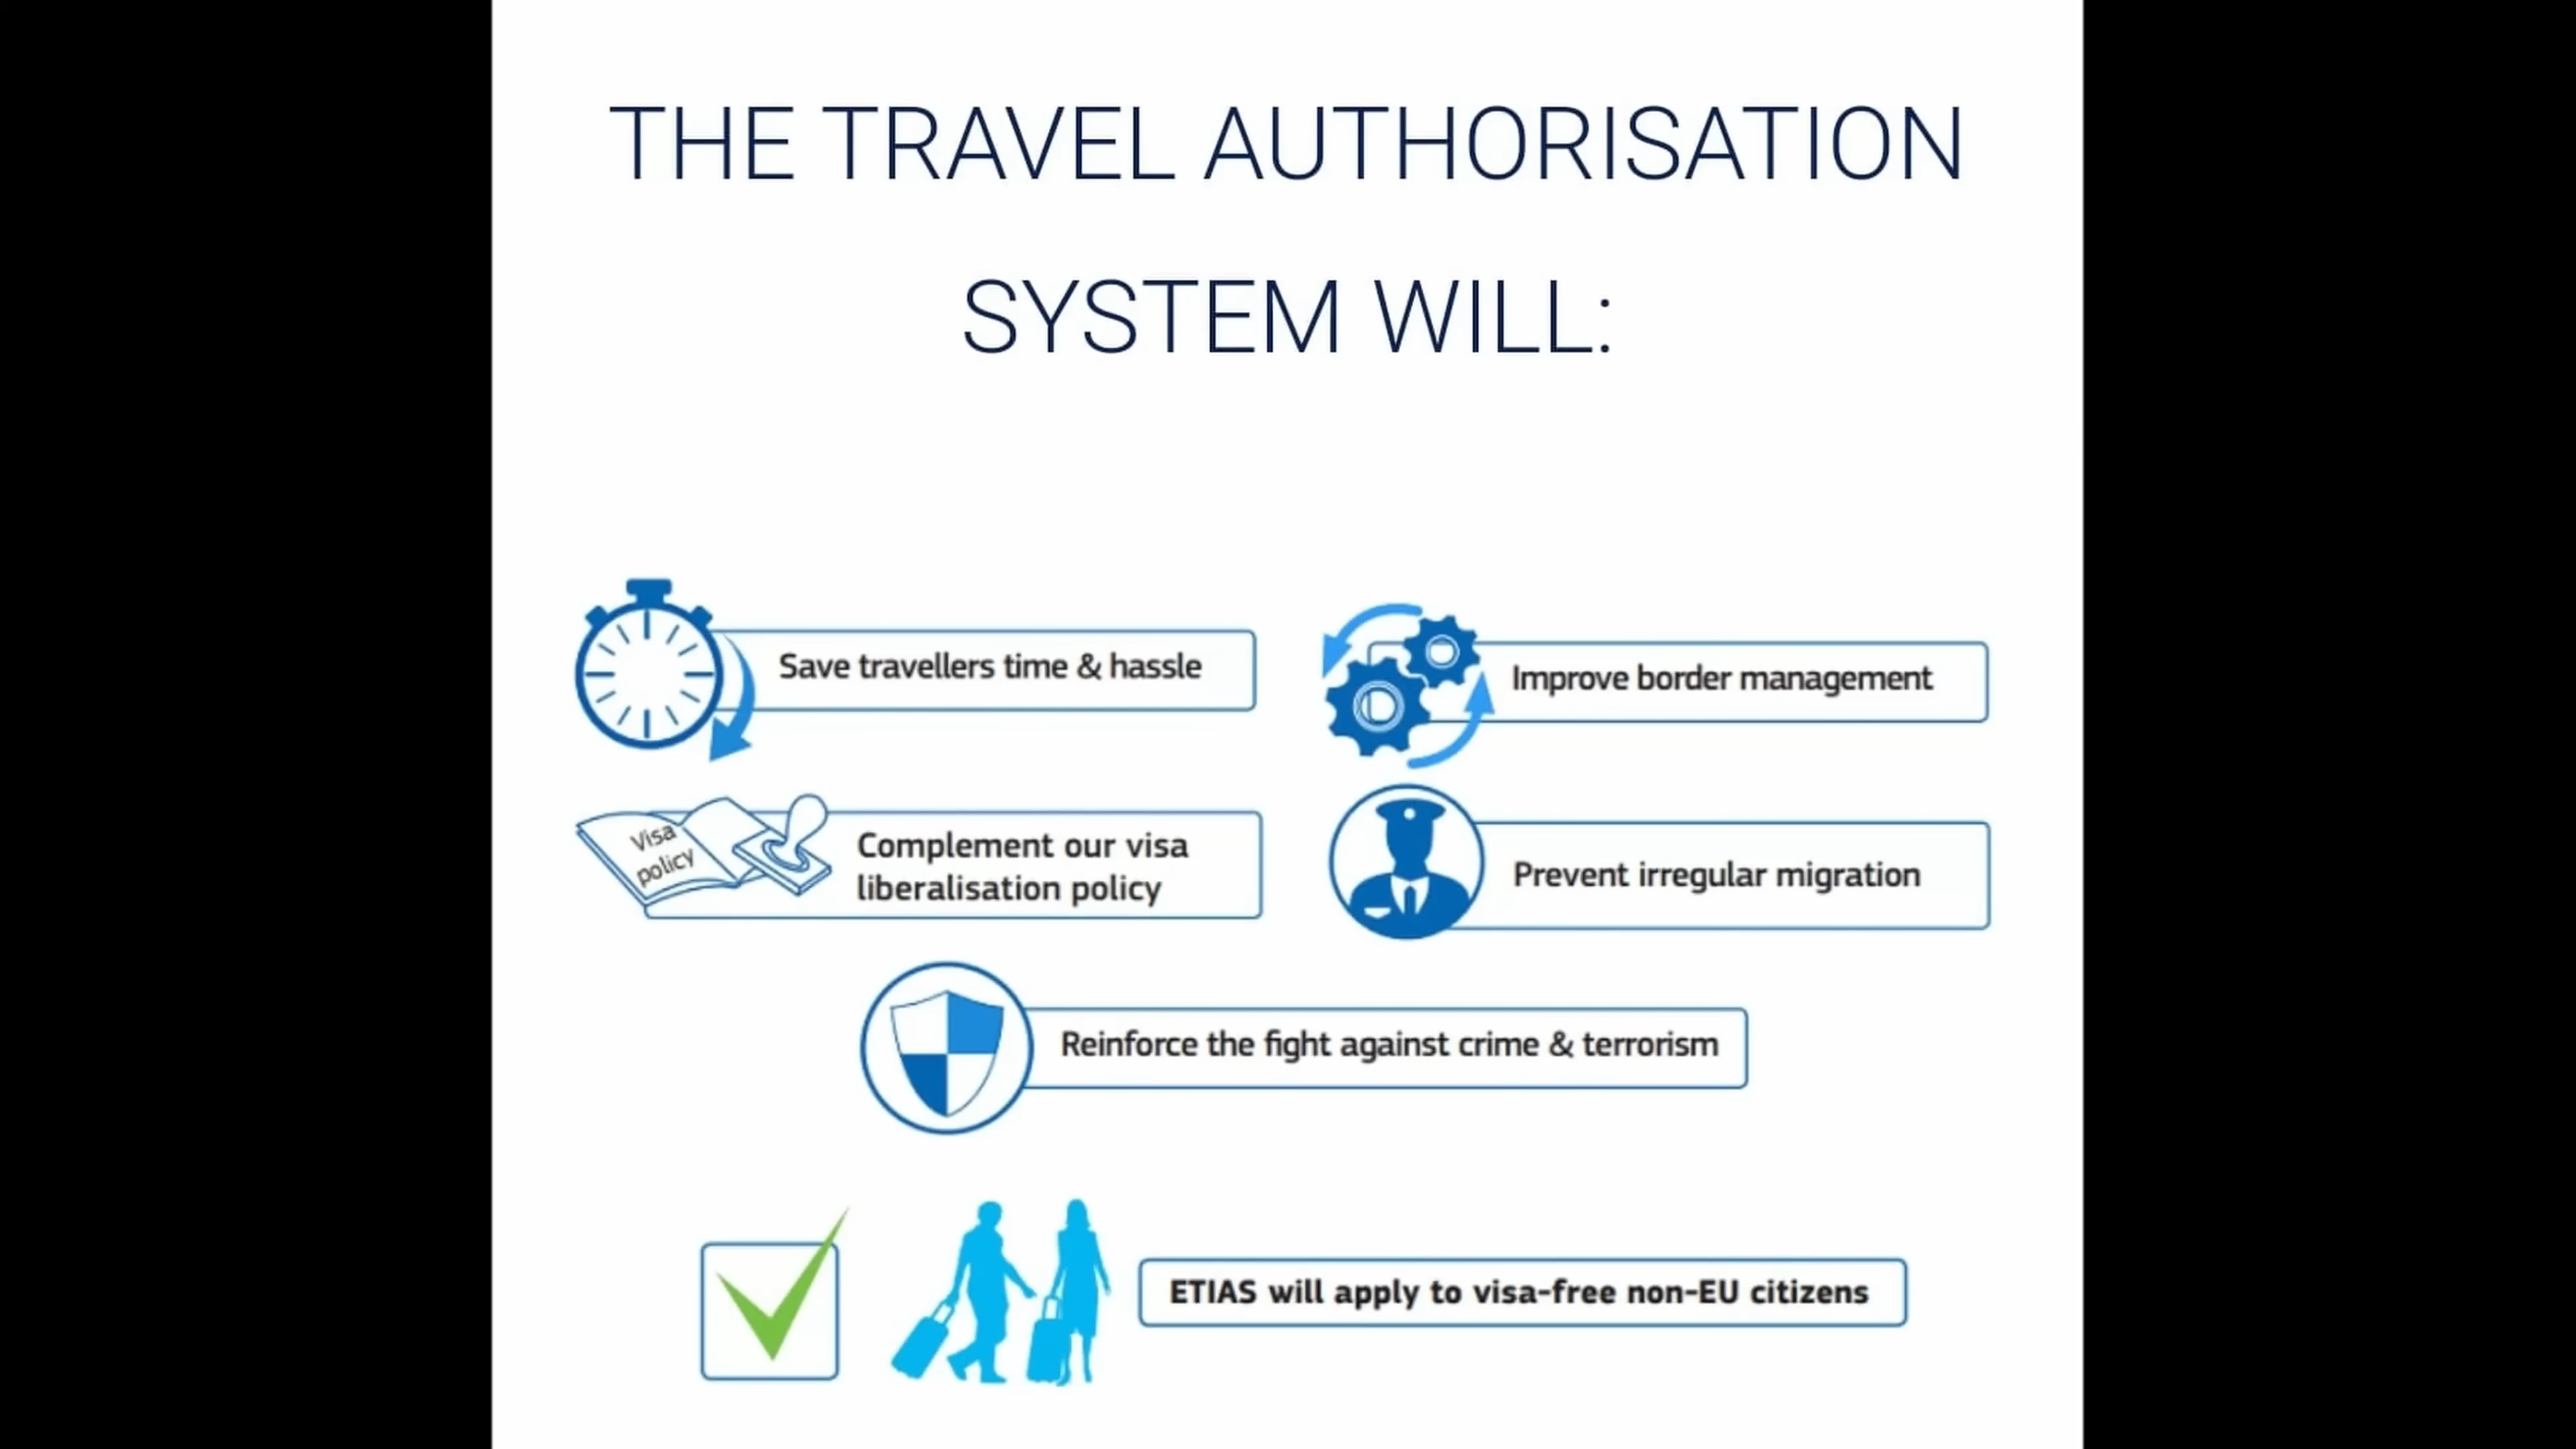 THE TRAVEL AUTHORISATION
SYSTEM WILL:
Save travellers time & hassle
Improve border management
Visa
policy
Complement our visa
liberalisation policy
Prevent irregular migration
Reinforce the fight against crime & terrorism
ETIAS will apply to visa-free non-EU citizens